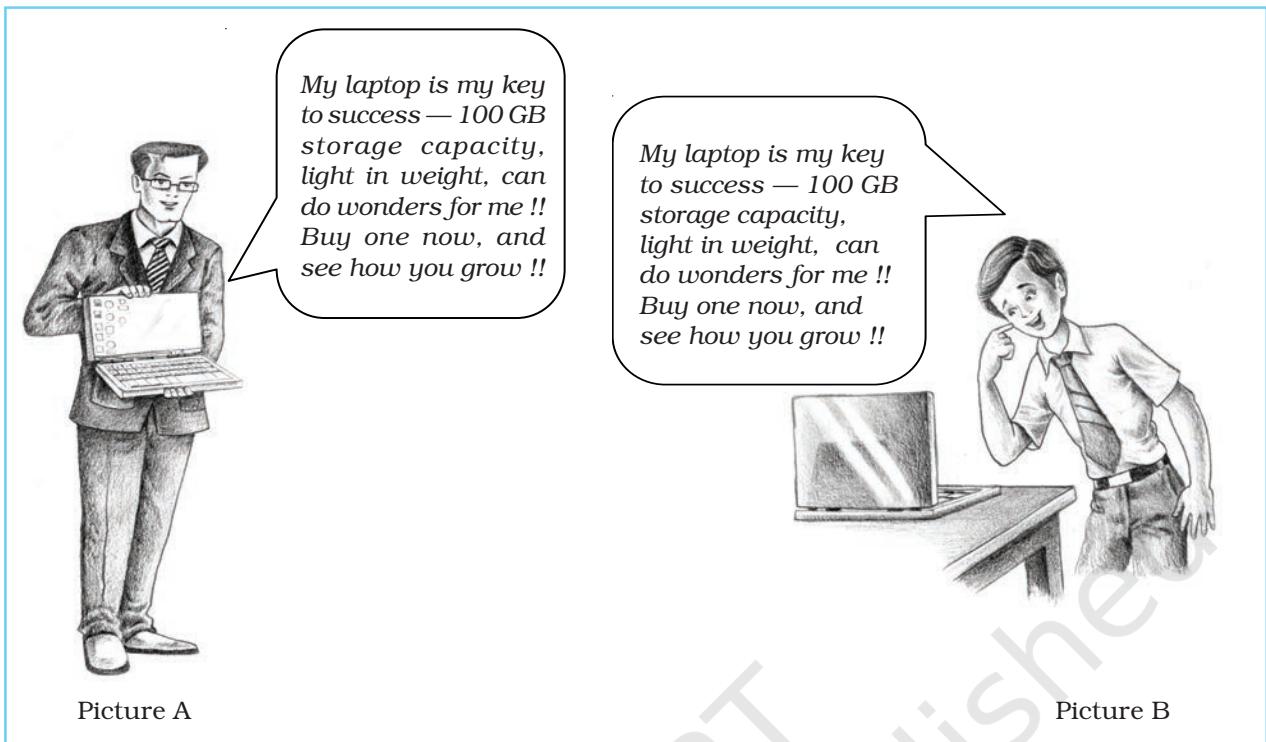 My laptop is my key
to success — 100 GB
storage capacity,
light in weight, can
do wonders for me !!
Buy one now, and
see how you grow !!
My laptop is my key
to success — 100 GB
storage capacity,
light in weight, can
do wonders for me !!
Buy one now, and
see how you grow !!
Picture A
Picture B